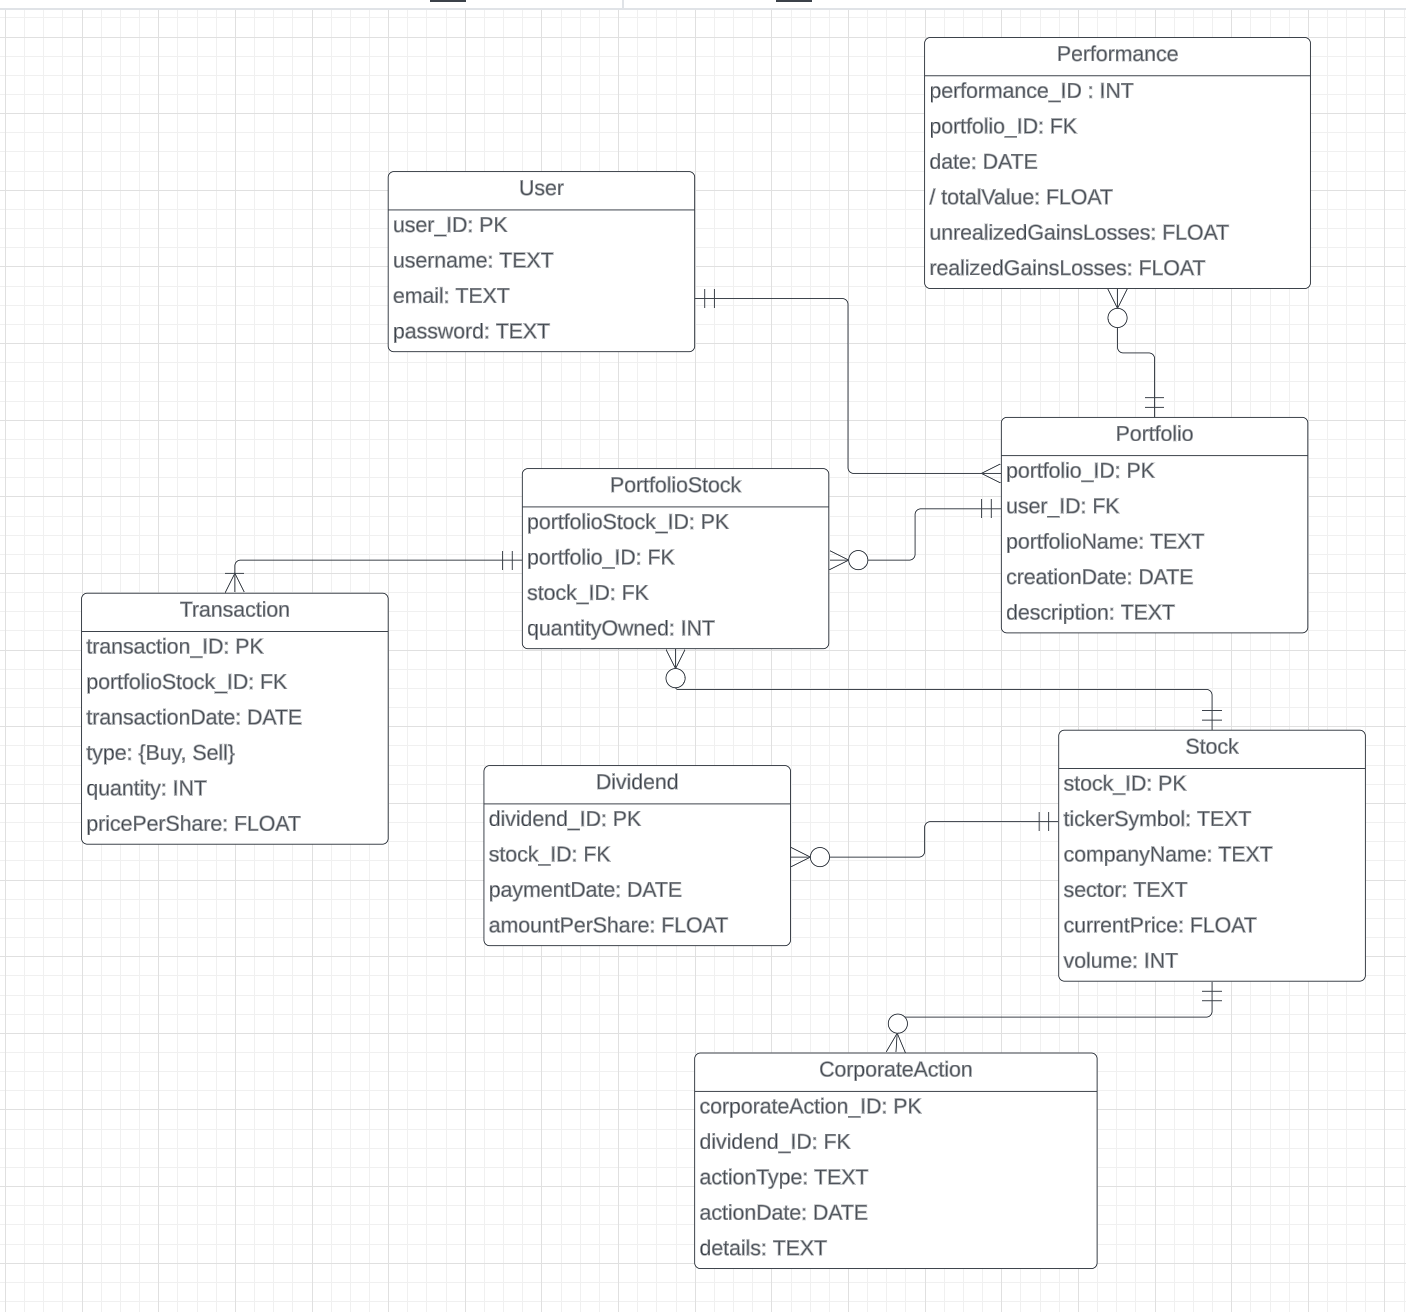 Performance
performance_ID : INT
portfolio_ID: FK
date: DATE
/ totalValue: FLOAT
unrealizedGainsLosses: FLOAT
realizedGainsLosses: FLOAT
User
user_ID: PK
username: TEXT
email: TEXT
password: TEXT
Portfolio
portfolio_ID: PK
user_ID: FK
portfolioName: TEXT
creationDate: DATE
description: TEXT
PortfolioStock
portfolioStock_ID: PK
portfolio_ID: FK
stock_ID: FK
quantityOwned: INT
Transaction
transaction_ID: PK
portfolioStock_ID: FK
transactionDate: DATE
type: {Buy, Sell}
quantity: INT
pricePerShare: FLOAT
Stock
stock_ID: PK
tickerSymbol: TEXT
companyName: TEXT
sector: TEXT
currentPrice: FLOAT
volume: INT
Dividend
dividend_ID: PK
stock_ID: FK
paymentDate: DATE
amountPerShare: FLOAT
CorporateAction
corporateAction_ID: PK
dividend_ID: FK
actionType: TEXT
actionDate: DATE
details: TEXT